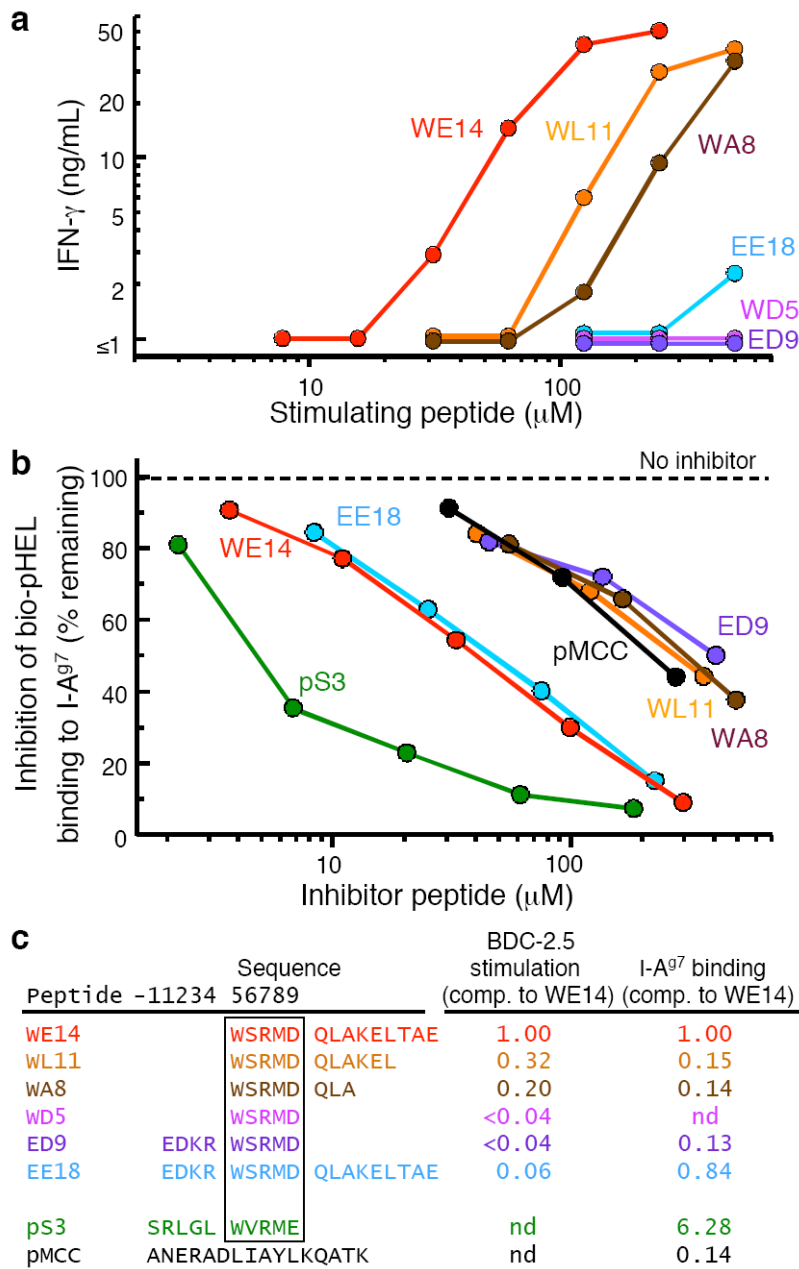 a
IFN-γ (ng/mL)
50
20
10
5
2
≤1
WE14
WL11
WA8
EE18
WD5
ED9
10
100
Stimulating peptide (μM)
b
Inhibition of bio-pHEL
binding to I-Ag7 (% remaining)
100
80
60
40
20
0
No inhibitor
EE18
WE14
pS3
pMCC
ED9
WL11
WA8
10
100
Inhibitor peptide (μM)
c
BDC-2.5
Sequence stimulation I-Ag7 binding
Peptide -11234 56789 (comp. to WE14) (comp. to WE14)
WE14 WSRMD QLAKELTAE 1.00 1.00
WL11 WSRMD QLAKEL 0.32 0.15
WA8 WSRMD QLA 0.20 0.14
WD5 WSRMD <0.04 nd
ED9 EDKR WSRMD <0.04 0.13
EE18 EDKR WSRMD QLAKELTAE 0.06 0.84
pS3 SRLGL WVRME nd 6.28
pMCC ANERADLIAYLKQATK nd 0.14